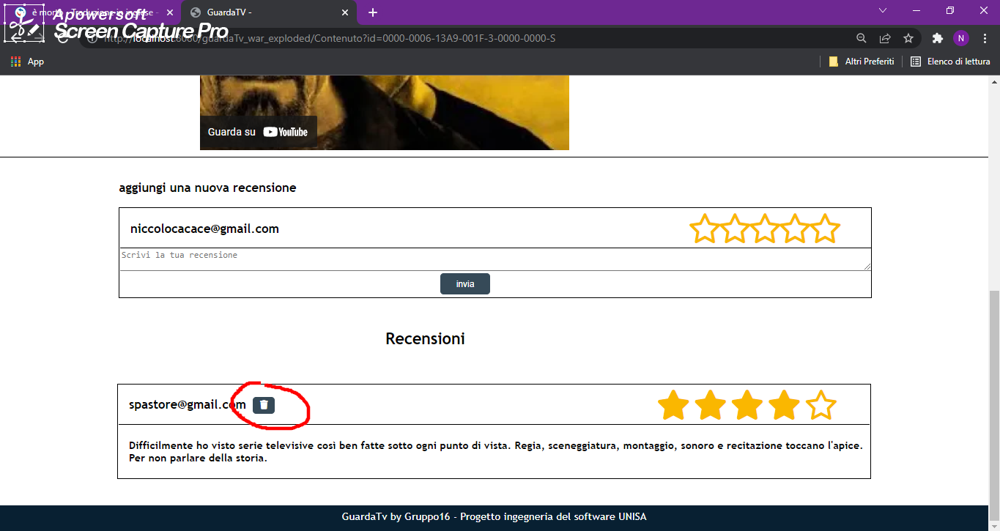 è morto - Traduzione in inglese -
GuardaTV -
Apowersoft
Screen Capture Pro
http://localhost:8080/guardaTv_war_exploded/Contenuto?id=0000-0006-13A9-001F-3-0000-0000-S
N
App
Altri Preferiti
Elenco di lettura
Guarda su YouTube
aggiungi una nuova recensione
niccolocacace@gmail.com
Scrivi la tua recensione
invia
Recensioni
spastore@gmail.com
Difficilmente ho visto serie televisive così ben fatte sotto ogni punto di vista. Regia, sceneggiatura, montaggio, sonoro e recitazione toccano l'apice.
Per non parlare della storia.
GuardaTv by Gruppo16 - Progetto ingegneria del software UNISA